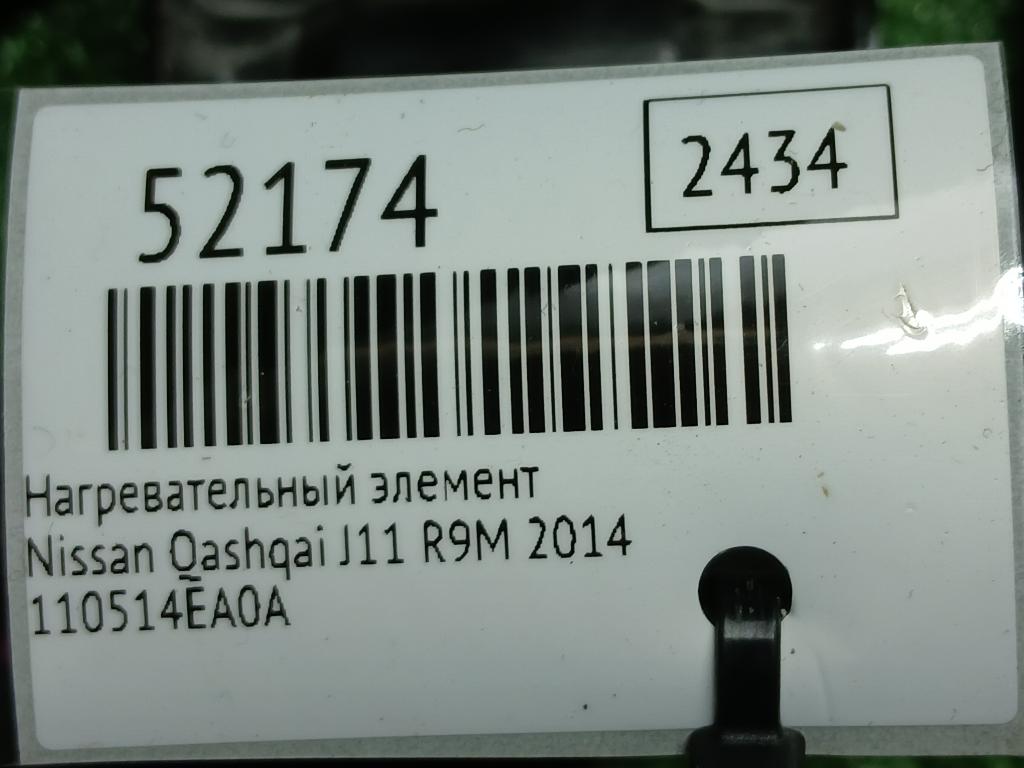 52174
2434
Нагревательный элемент
Nissan Qashqai J11 R9M 2014
110514EA0A